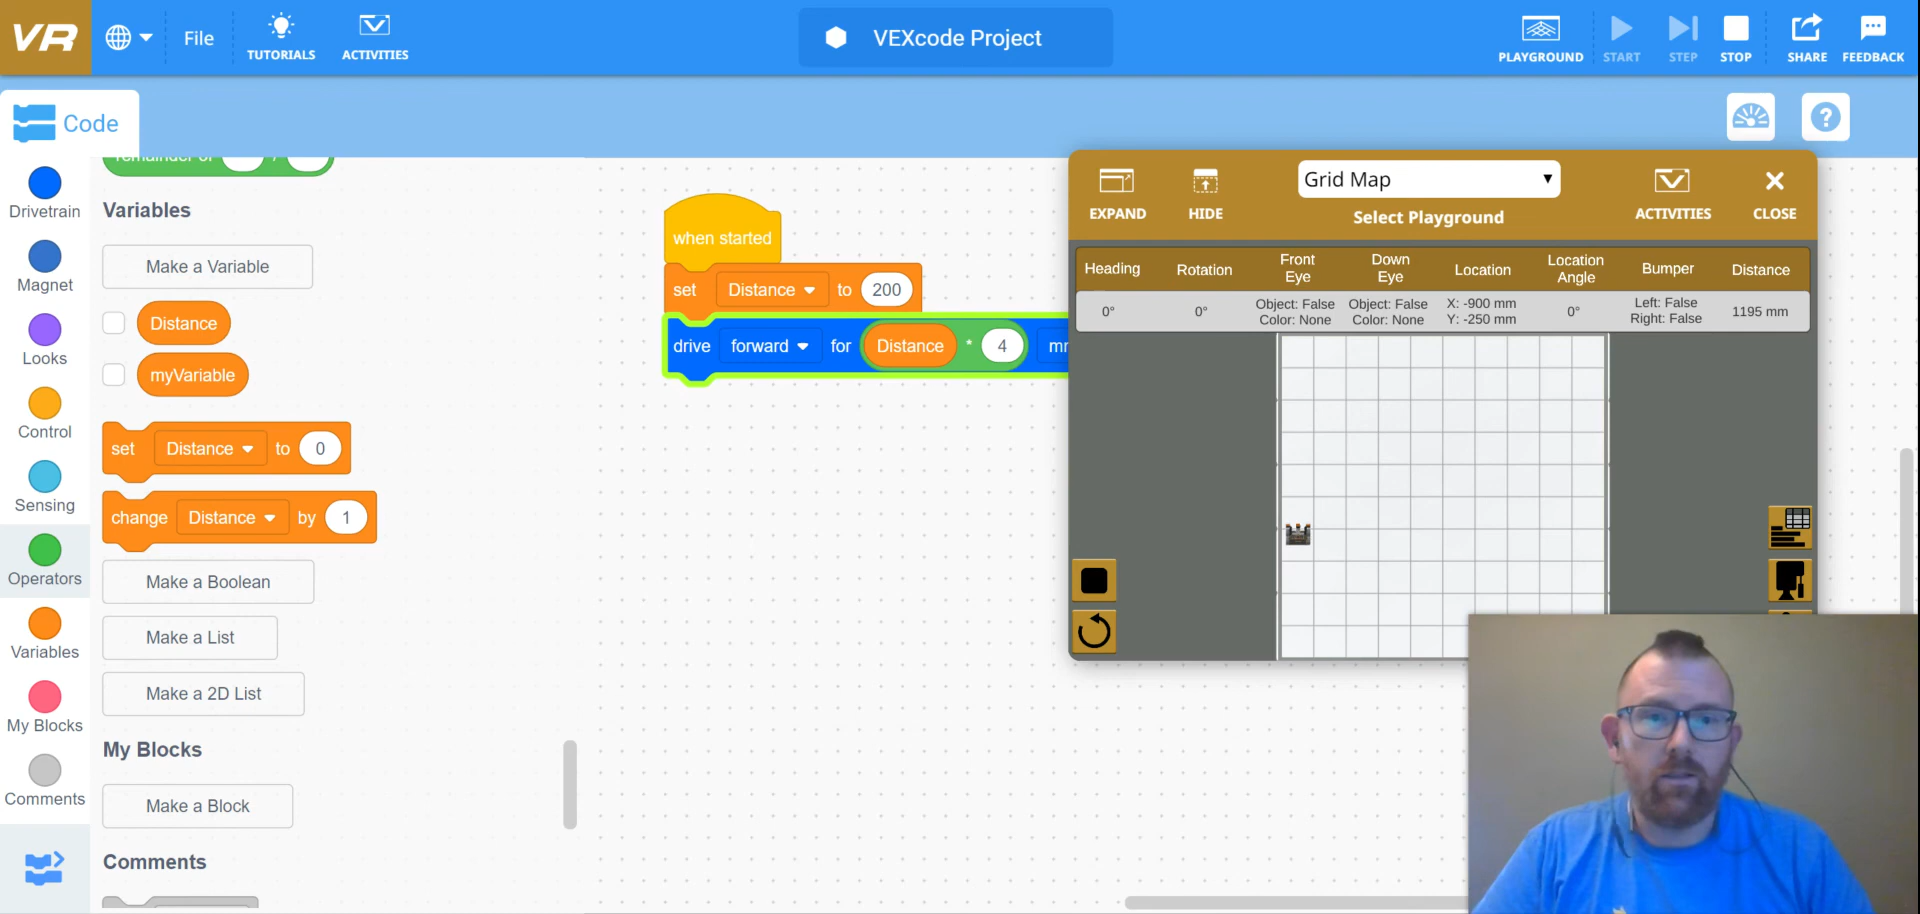 VR
File
TUTORIALS
ACTIVITIES
VEXcode Project
PLAYGROUND
START
STEP
STOP
SHARE
FEEDBACK
Code
?
Drivetrain
Magnet
Looks
Control
Sensing
Operators
Variables
My Blocks
Comments
remainder of /
Variables
Make a Variable
Distance
myVariable
set Distance to 0
change Distance by 1
Make a Boolean
Make a List
Make a 2D List
My Blocks
Make a Block
Comments
when started
set Distance to 200
drive forward for Distance * 4
EXPAND
HIDE
Grid Map
Select Playground
ACTIVITIES
CLOSE
Heading Rotation Front Eye Down Eye Location Location Angle Bumper Distance
0° 0° Object: False Object: False X: -900 mm 0° Left: False 1195 mm
Color: None Color: None Y: -250 mm Right: False